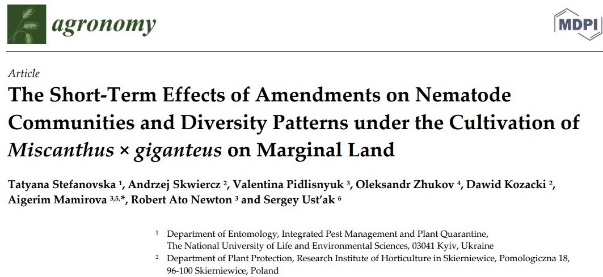 agronomy
MDPI
Article
The Short-Term Effects of Amendments on Nematode
Communities and Diversity Patterns under the Cultivation of
Miscanthus × giganteus on Marginal Land
Tatyana Stefanovska ¹, Andrzej Skwiercz ², Valentina Pidlisnyuk ³, Oleksandr Zhukov ⁴, Dawid Kozacki ²,
Aigerim Mamirova ³,⁵,*, Robert Ato Newton ³ and Sergey Ust'ak ⁶
¹ Department of Entomology, Integrated Pest Management and Plant Quarantine,
The National University of Life and Environmental Sciences, 03041 Kyiv, Ukraine
² Department of Plant Protection, Research Institute of Horticulture in Skierniewice, Pomologiczna 18,
96-100 Skierniewice, Poland